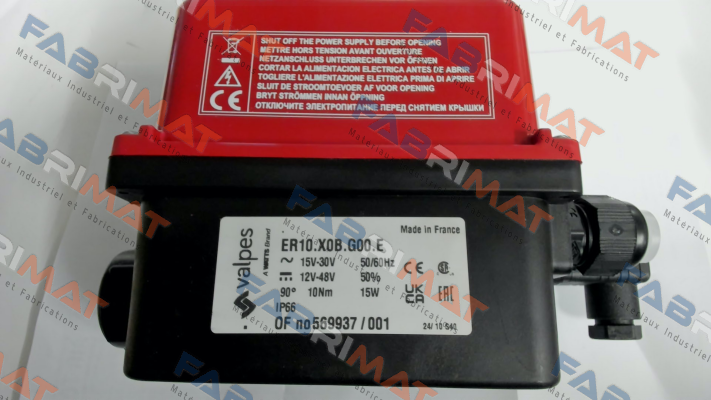 SHUT OFF THE POWER SUPPLY BEFORE OPENING
METTRE HORS TENSION AVANT OUVERTURE
NETZANSCHLUSS UNTERBRECHEN VOR ÖFFNEN
CORTAR LA ALIMENTACION ELECTRICA ANTES DE ABRIR
TOGLIERE L'ALIMENTAZIONE ELETTRICA PRIMA DI APRIRE
SLUIT DE STROOMTOEVOER AF VOOR OPENING
BRYT STRÖMMEN INNAN ÖPPNING
ОТКЛЮЧИТЕ ЭЛЕКТРОПИТАНИЕ ПЕРЕД СНЯТИЕМ КРЫШКИ
CE
valpes
A WATTS Brand
ER10.X0B.G00.E
Made in France
15V-30V 50/60Hz
12V-48V 50%
90° 10Nm 15W
IP66
OF no 569937 / 001
24/10
CE
UK CA
EAC
FABRIMAT
Matériaux Industriel et Fabrications